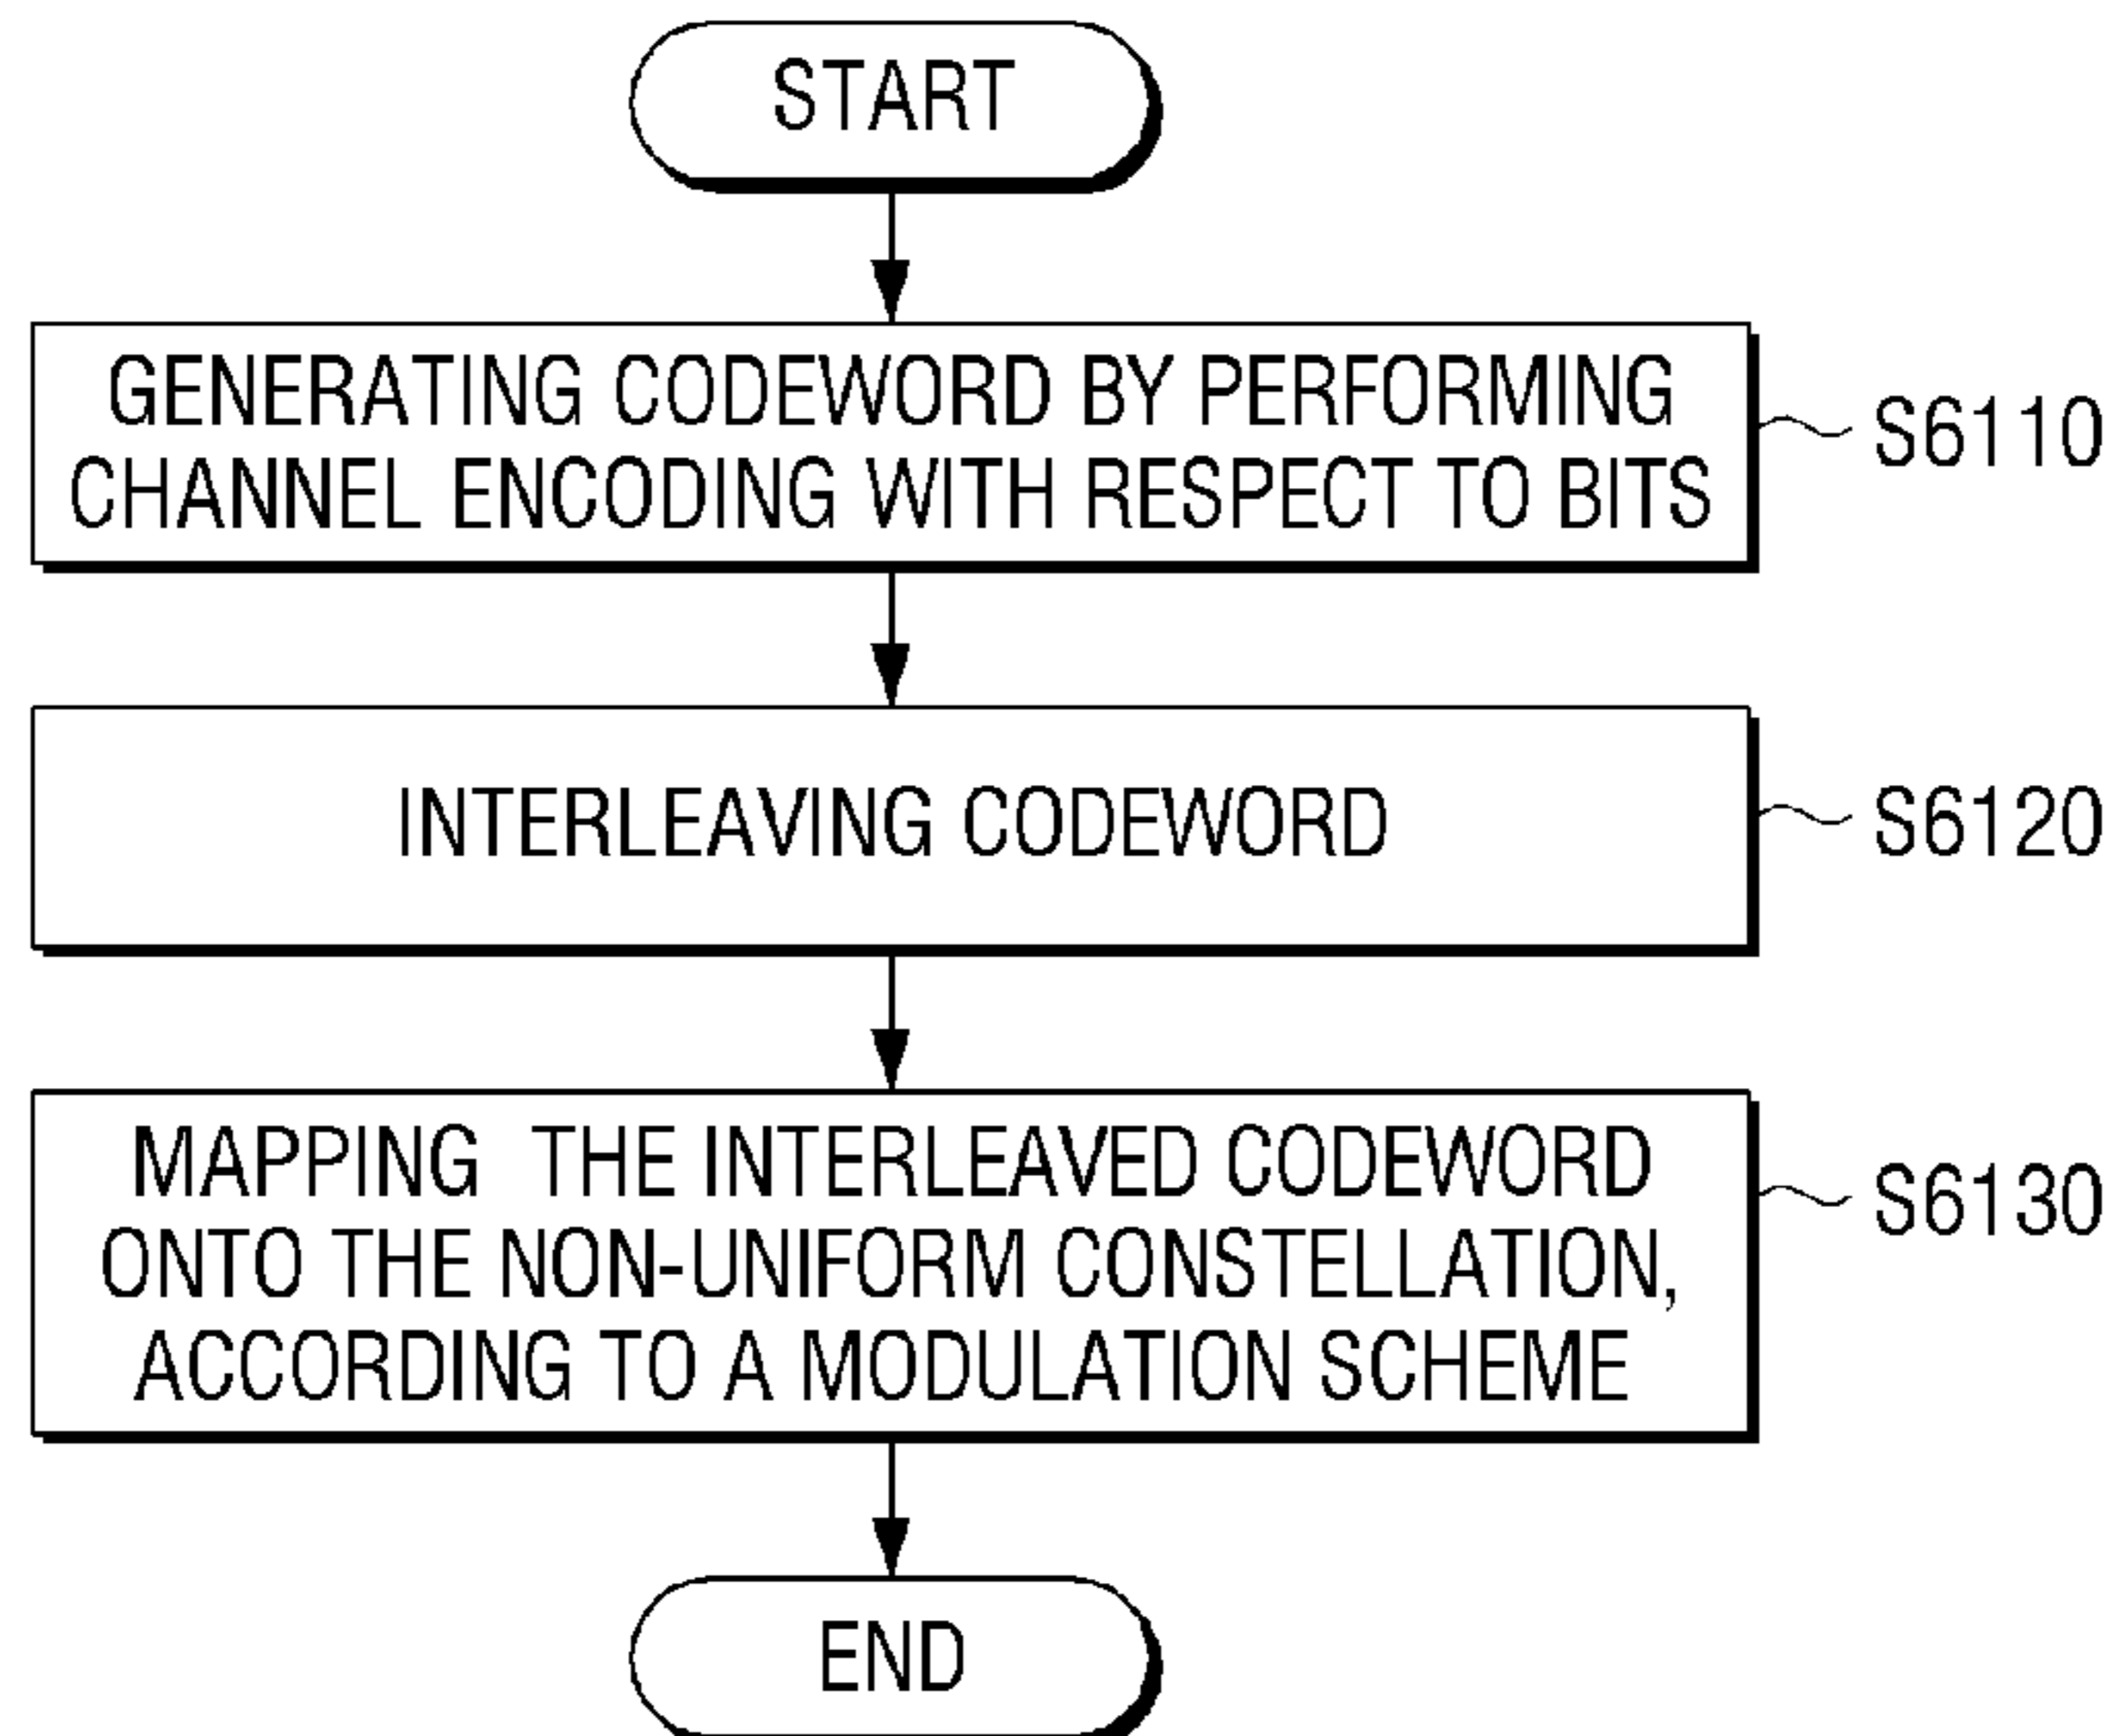 START
GENERATING CODEWORD BY PERFORMING
CHANNEL ENCODING WITH RESPECT TO BITS
S6110
INTERLEAVING CODEWORD
S6120
MAPPING THE INTERLEAVED CODEWORD
ONTO THE NON-UNIFORM CONSTELLATION,
ACCORDING TO A MODULATION SCHEME
S6130
END